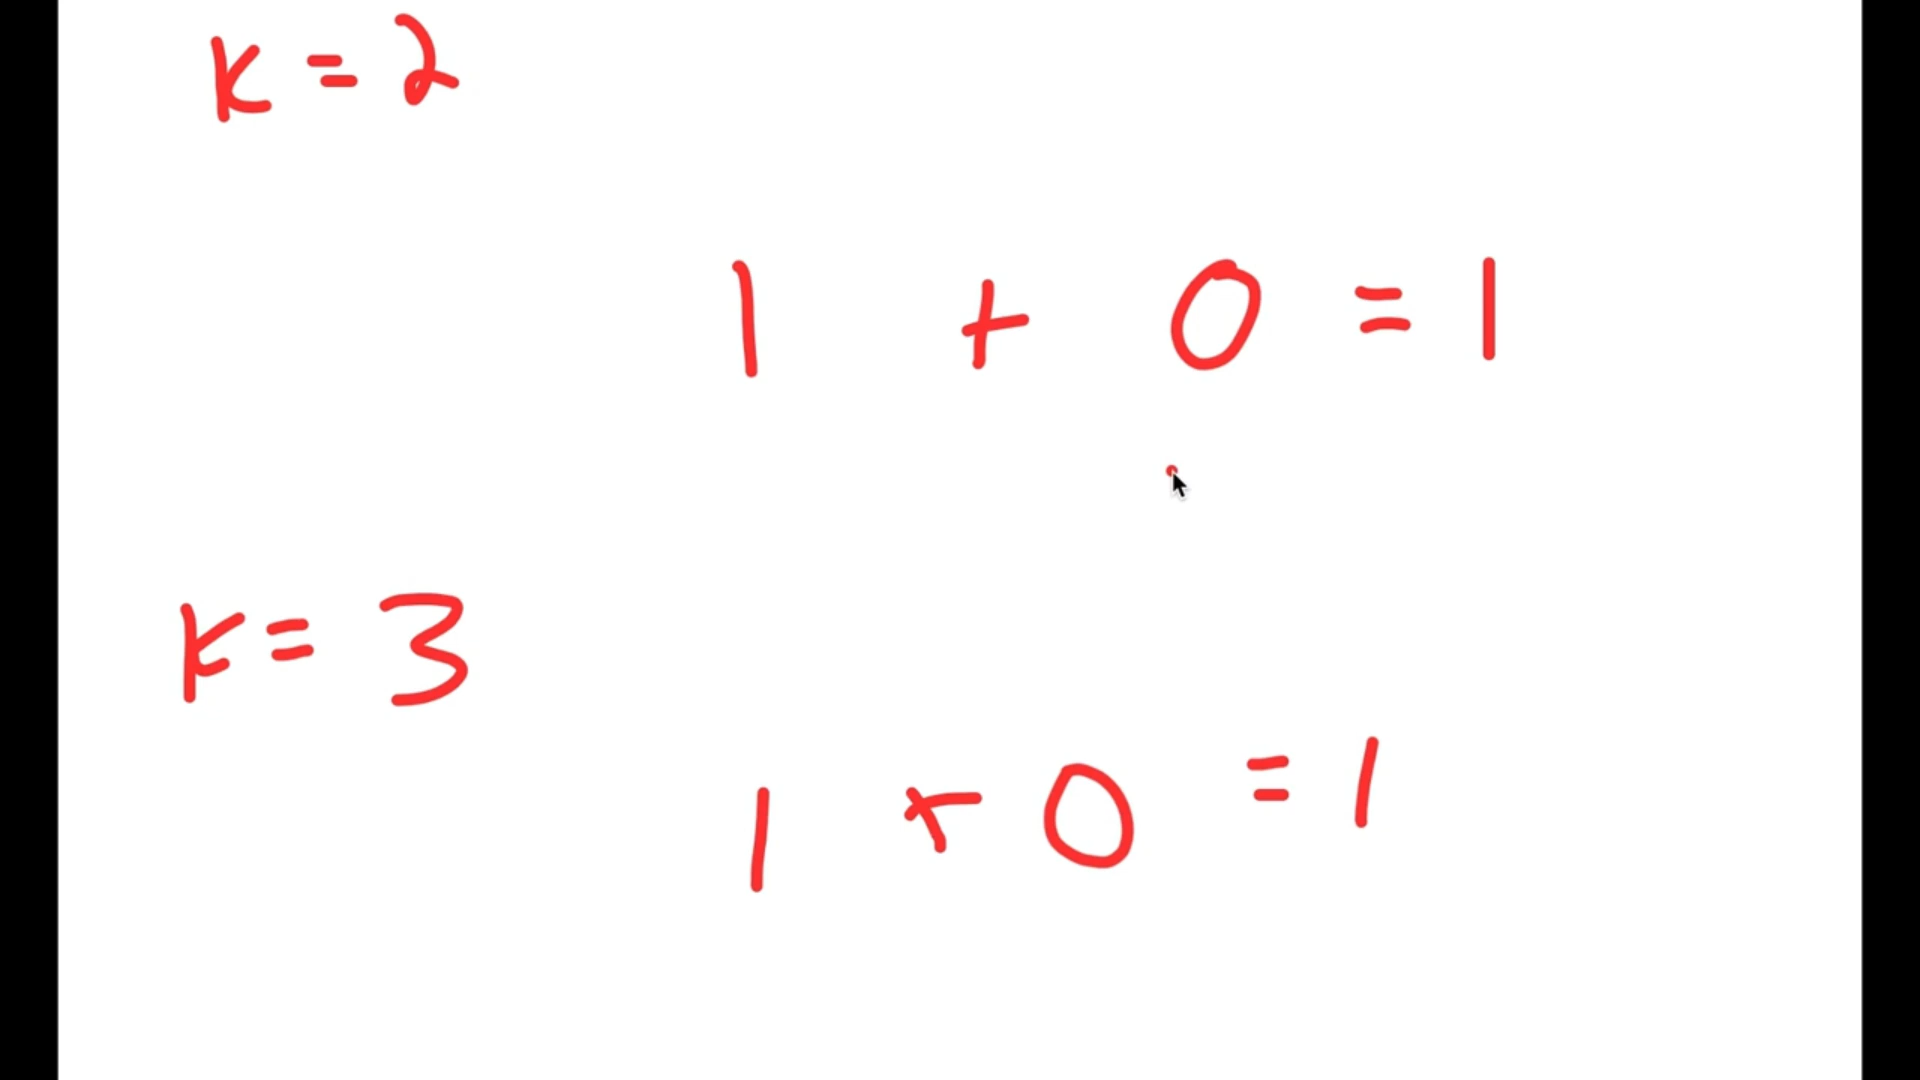 k = 2
1 + 0 = 1
k = 3
1 + 0 = 1